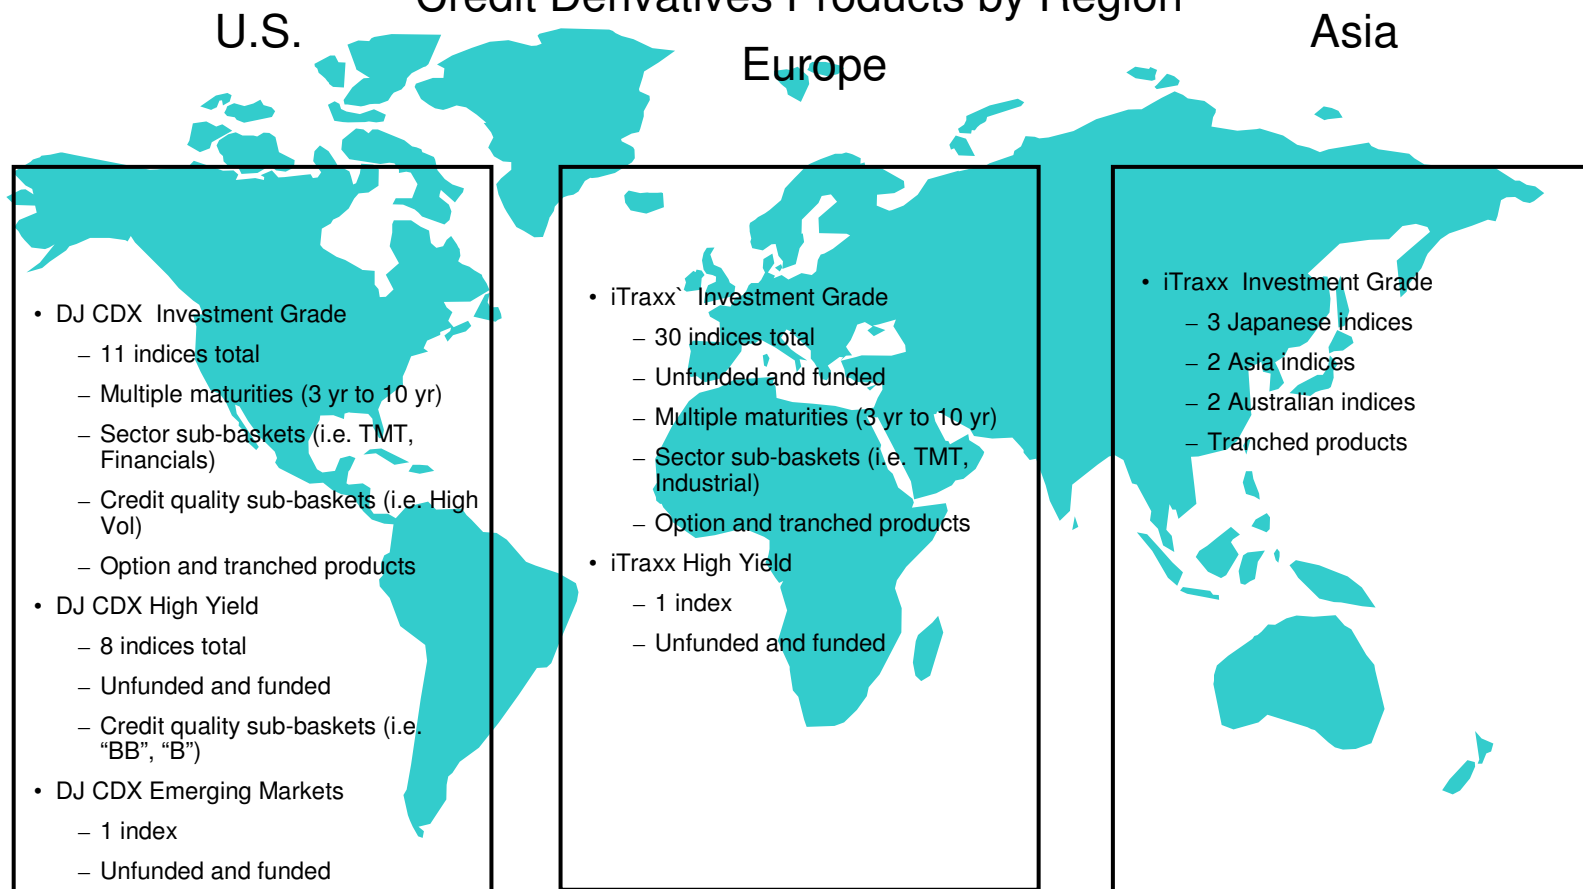 Credit Derivatives Products by Region
U.S.
Europe
Asia
• DJ CDX  Investment Grade
– 11 indices total
– Multiple maturities (3 yr to 10 yr)
– Sector sub-baskets (i.e. TMT,
Financials)
– Credit quality sub-baskets (i.e. High
Vol)
– Option and tranched products
• DJ CDX High Yield
– 8 indices total
– Unfunded and funded
– Credit quality sub-baskets (i.e.
“BB”, “B”)
• DJ CDX Emerging Markets
– 1 index
– Unfunded and funded
• iTraxx`  Investment Grade
– 30 indices total
– Unfunded and funded
– Multiple maturities (3 yr to 10 yr)
– Sector sub-baskets (i.e. TMT,
Industrial)
– Option and tranched products
• iTraxx High Yield
– 1 index
– Unfunded and funded
• iTraxx  Investment Grade
– 3 Japanese indices
– 2 Asia indices
– 2 Australian indices
– Tranched products